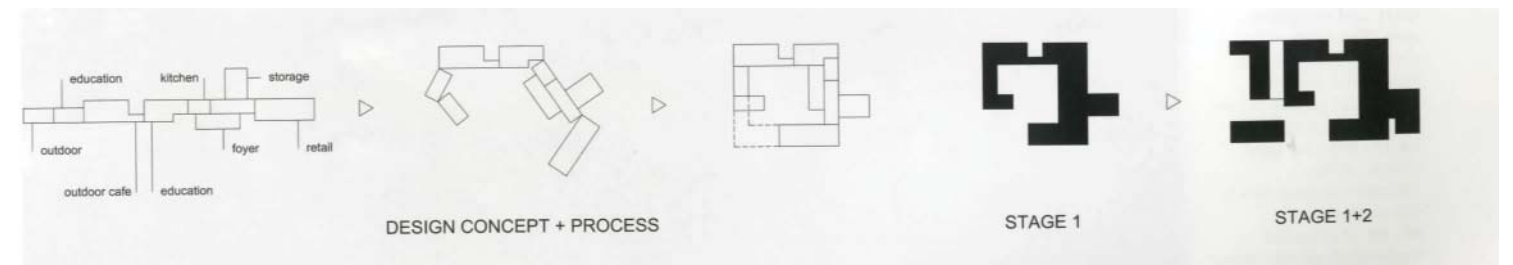 education
kitchen
storage
outdoor
foyer
retail
outdoor cafe
education
DESIGN CONCEPT + PROCESS
STAGE 1
STAGE 1+2